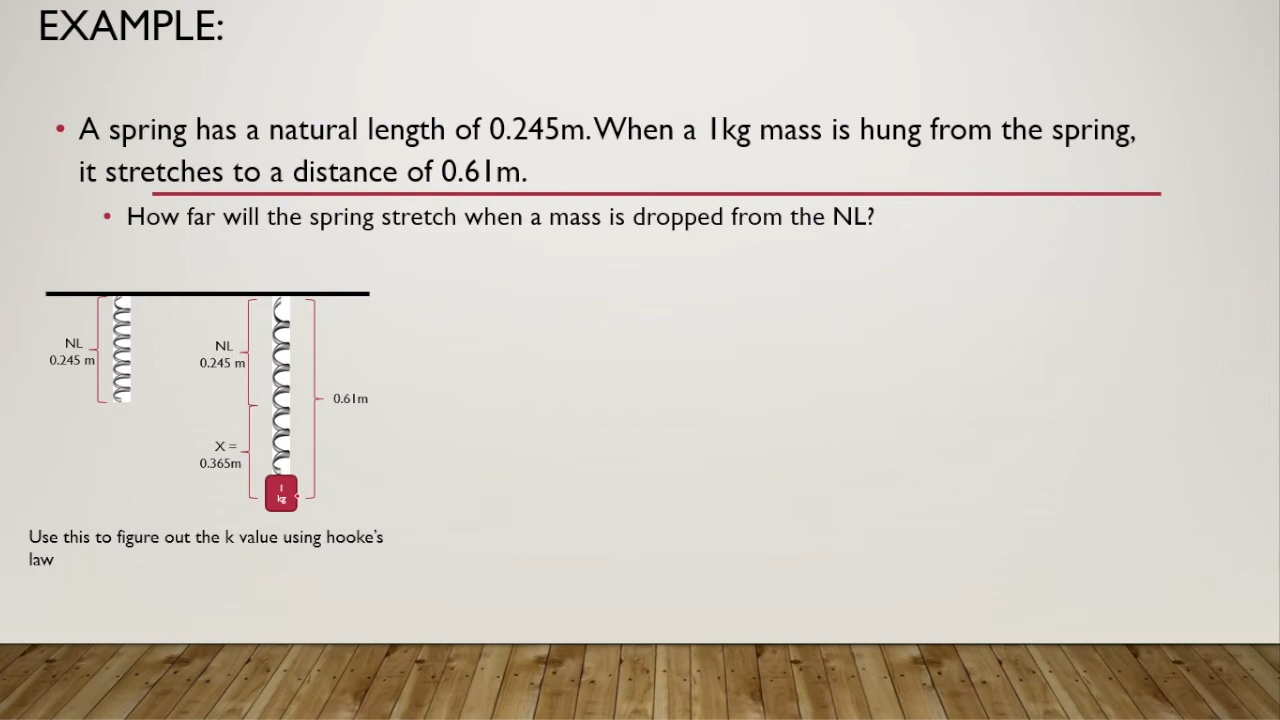 EXAMPLE:
• A spring has a natural length of 0.245m. When a 1kg mass is hung from the spring,
it stretches to a distance of 0.61m.
• How far will the spring stretch when a mass is dropped from the NL?
NL
0.245 m
NL
0.245 m
0.61m
X =
0.365m
1
kg
Use this to figure out the k value using hooke's
law